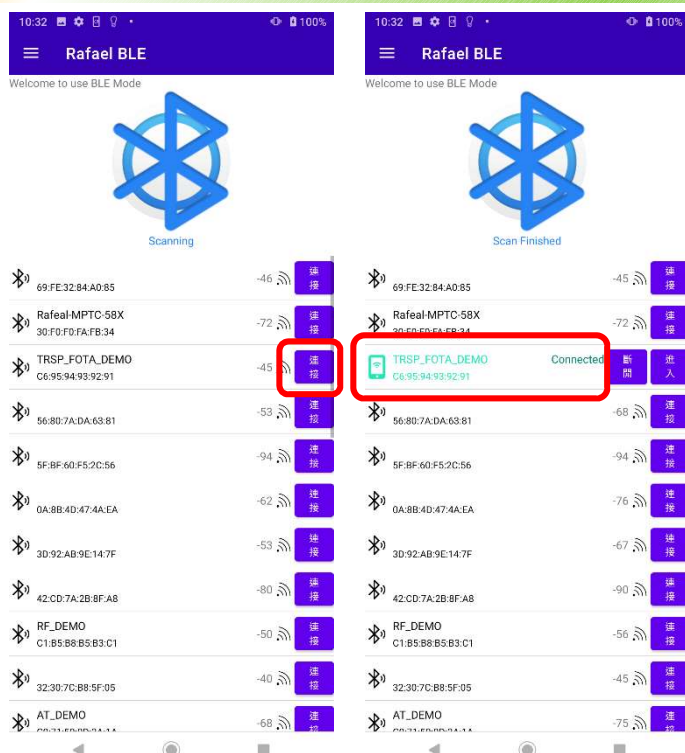 10:32
100%
Rafael BLE
Welcome to use BLE Mode
Scanning
69:FE:32:84:A0:85
-46
連接
Rafeal-MPTC-58X
30:F0:F0:FA:FB:34
-72
連接
TRSP_FOTA_DEMO
C6:95:94:93:92:91
-45
連接
56:80:7A:DA:63:81
-53
連接
5F:BF:60:F5:2C:56
-94
連接
0A:8B:4D:47:4A:EA
-62
連接
3D:92:AB:9E:14:7F
-53
連接
42:CD:7A:2B:8F:A8
-80
連接
RF_DEMO
C1:B5:B8:B5:B3:C1
-50
連接
32:30:7C:B8:5F:05
-40
連接
AT_DEMO
-68
連接
10:32
100%
Rafael BLE
Welcome to use BLE Mode
Scan Finished
69:FE:32:84:A0:85
-45
連接
Rafeal-MPTC-58X
30:F0:F0:FA:FB:34
-72
連接
TRSP_FOTA_DEMO
C6:95:94:93:92:91
Connected
斷開
進入
56:80:7A:DA:63:81
-68
連接
5F:BF:60:F5:2C:56
-94
連接
0A:8B:4D:47:4A:EA
-76
連接
3D:92:AB:9E:14:7F
-67
連接
42:CD:7A:2B:8F:A8
-90
連接
RF_DEMO
C1:B5:B8:B5:B3:C1
-56
連接
32:30:7C:B8:5F:05
-45
連接
AT_DEMO
-75
連接